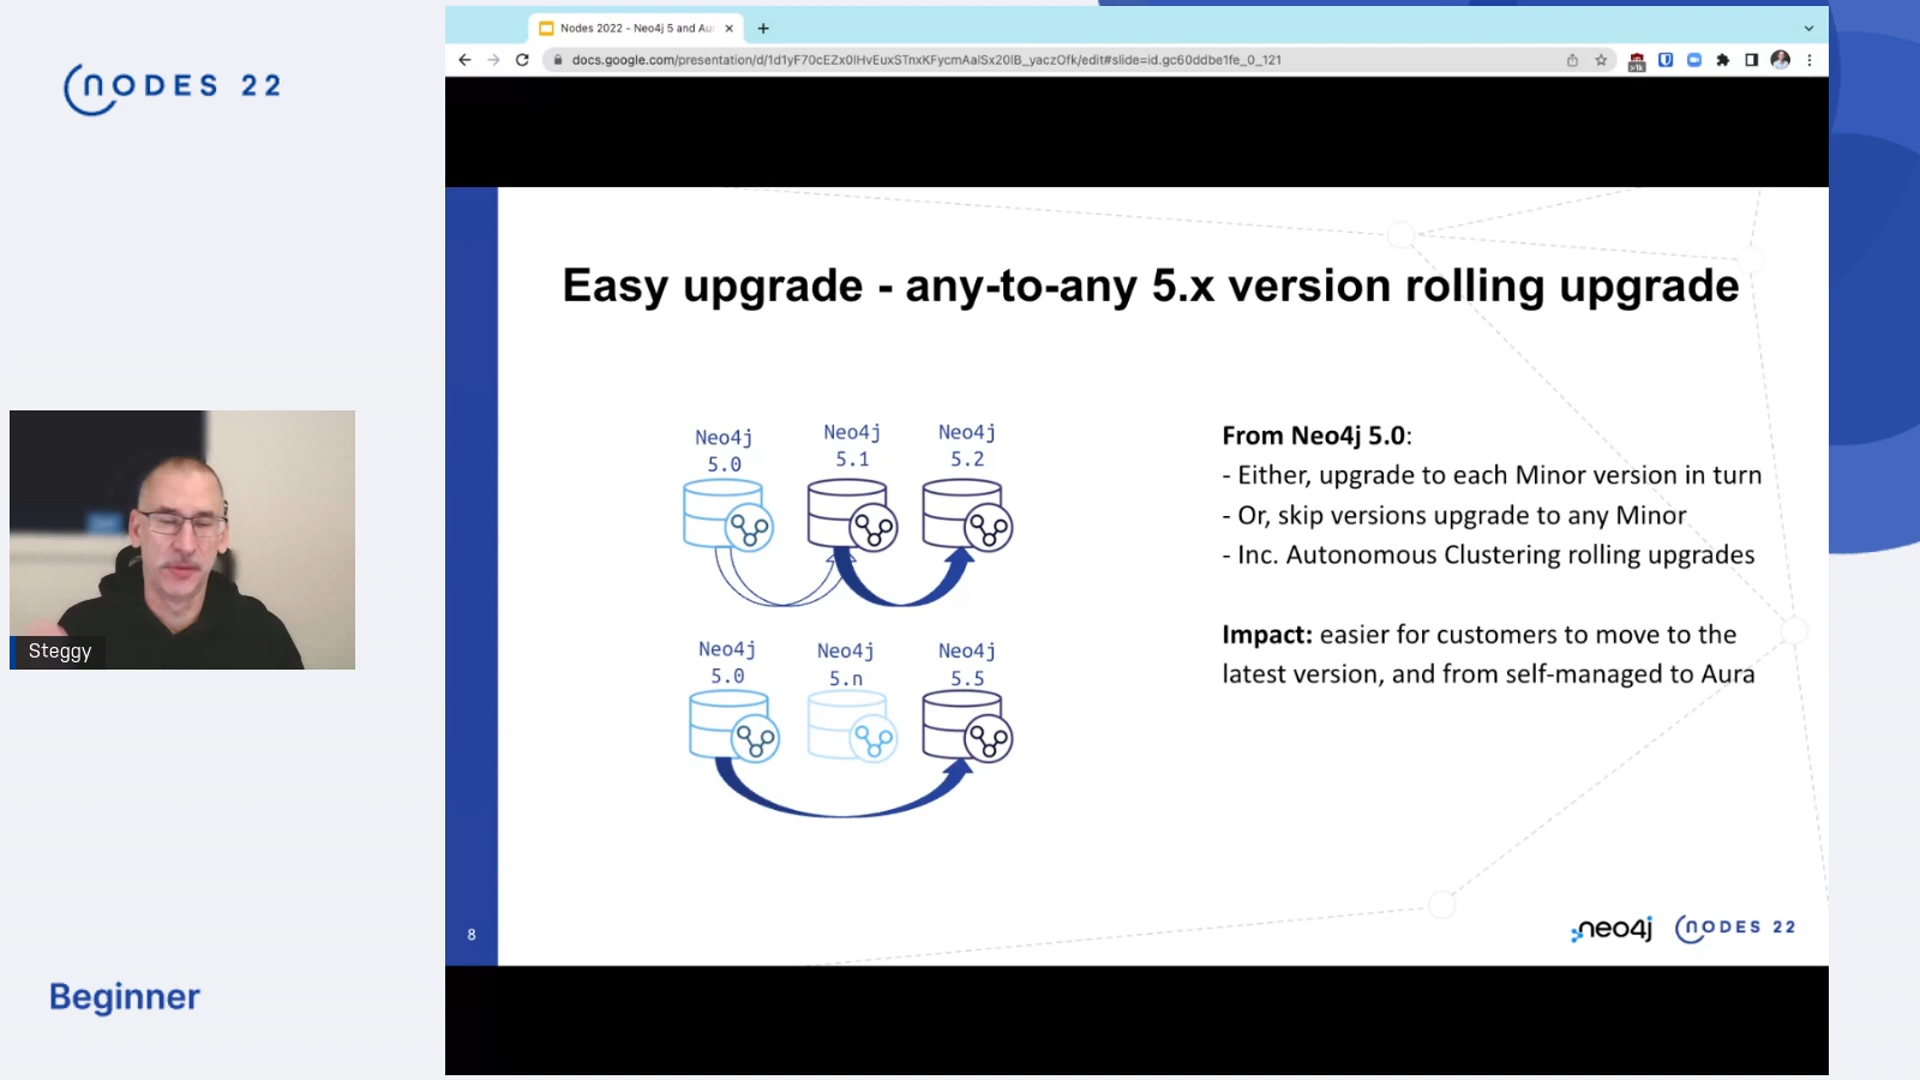 NODES 22
Nodes 2022 - Neo4j 5 and Au
docs.google.com/presentation/d/1d1yF70cEZx0IHvEuxSTnxKFycmAalSx20IB_yaczOfk/edit#slide=id.gc60ddbe1fe_0_121
Easy upgrade - any-to-any 5.x version rolling upgrade
Neo4j
5.0
Neo4j
5.1
Neo4j
5.2
Neo4j
5.0
Neo4j
5.n
Neo4j
5.5
From Neo4j 5.0:
- Either, upgrade to each Minor version in turn
- Or, skip versions upgrade to any Minor
- Inc. Autonomous Clustering rolling upgrades
Impact: easier for customers to move to the
latest version, and from self-managed to Aura
Steggy
8
neo4j
NODES 22
Beginner